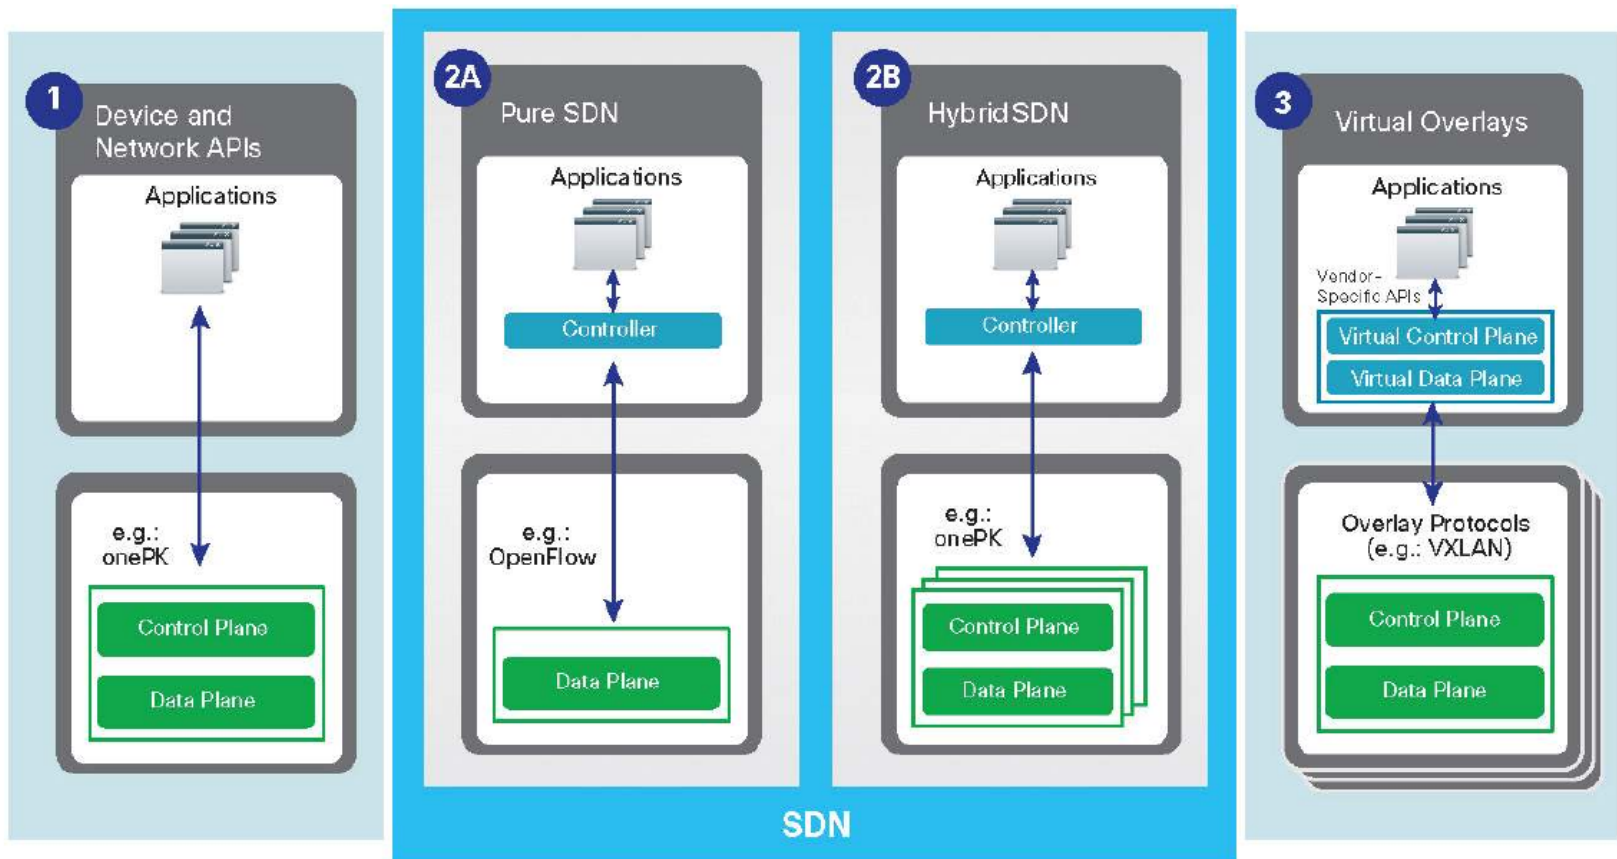 1
Device and
Network APIs
Applications
e.g.:
onePK
Control Plane
Data Plane
2A
Pure SDN
Applications
Controller
e.g.:
OpenFlow
Data Plane
2B
Hybrid SDN
Applications
Controller
e.g.:
onePK
Control Plane
Data Plane
SDN
3
Virtual Overlays
Applications
Vendor-
Specific APIs
Virtual Control Plane
Virtual Data Plane
Overlay Protocols
(e.g.: VXLAN)
Control Plane
Data Plane